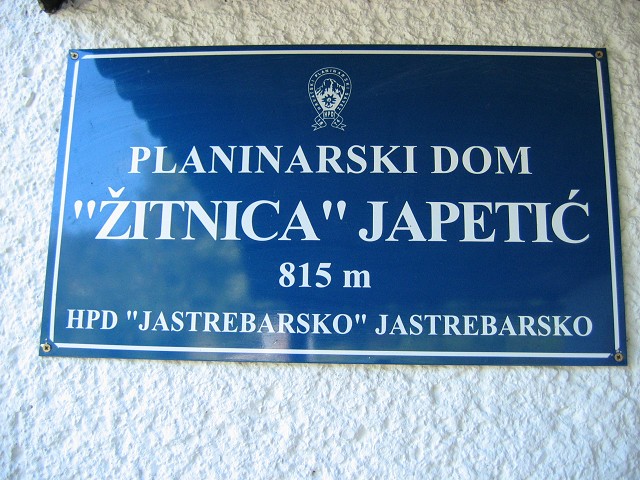 PLANINARSKI DOM
"ŽITNICA" JAPETIĆ
815 m
HPD "JASTREBARSKO" JASTREBARSKO